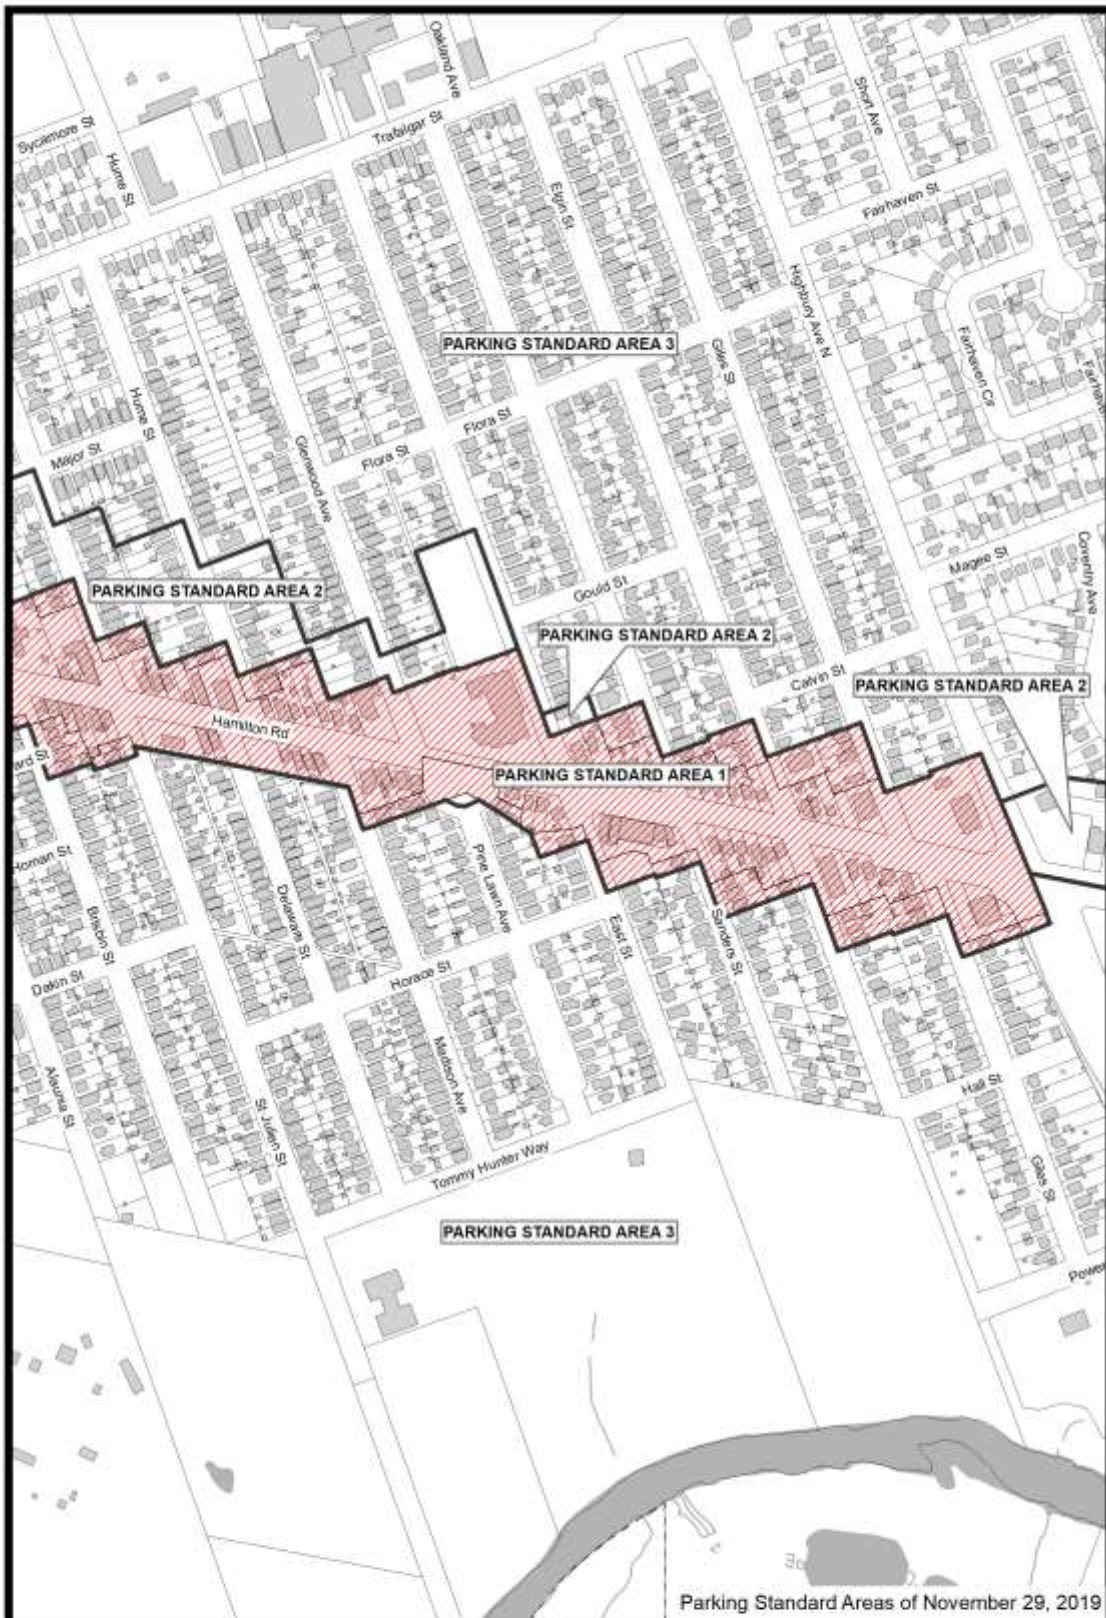 Oakland Ave
Sycamore St
Trafalgar St
Short Ave
Hume St
Elgin St
Fairhaven St
Highbury Ave N
PARKING STANDARD AREA 3
Giles St
Fairhaven Cir
Hume St
Flora St
Major St
Flora St
Glenwood Ave
Magee St
Coventry Ave
PARKING STANDARD AREA 2
Gould St
PARKING STANDARD AREA 2
Calvin St
PARKING STANDARD AREA 2
Hamilton Rd
PARKING STANDARD AREA 1
Homan St
Pine Lawn Ave
Brisbin St
Delaware St
East St
Sanders St
Dakin St
Horace St
Madison Ave
Alaunia St
St Julien St
Hall St
Tommy Hunter Way
Giles St
PARKING STANDARD AREA 3
Power
Parking Standard Areas of November 29, 2019